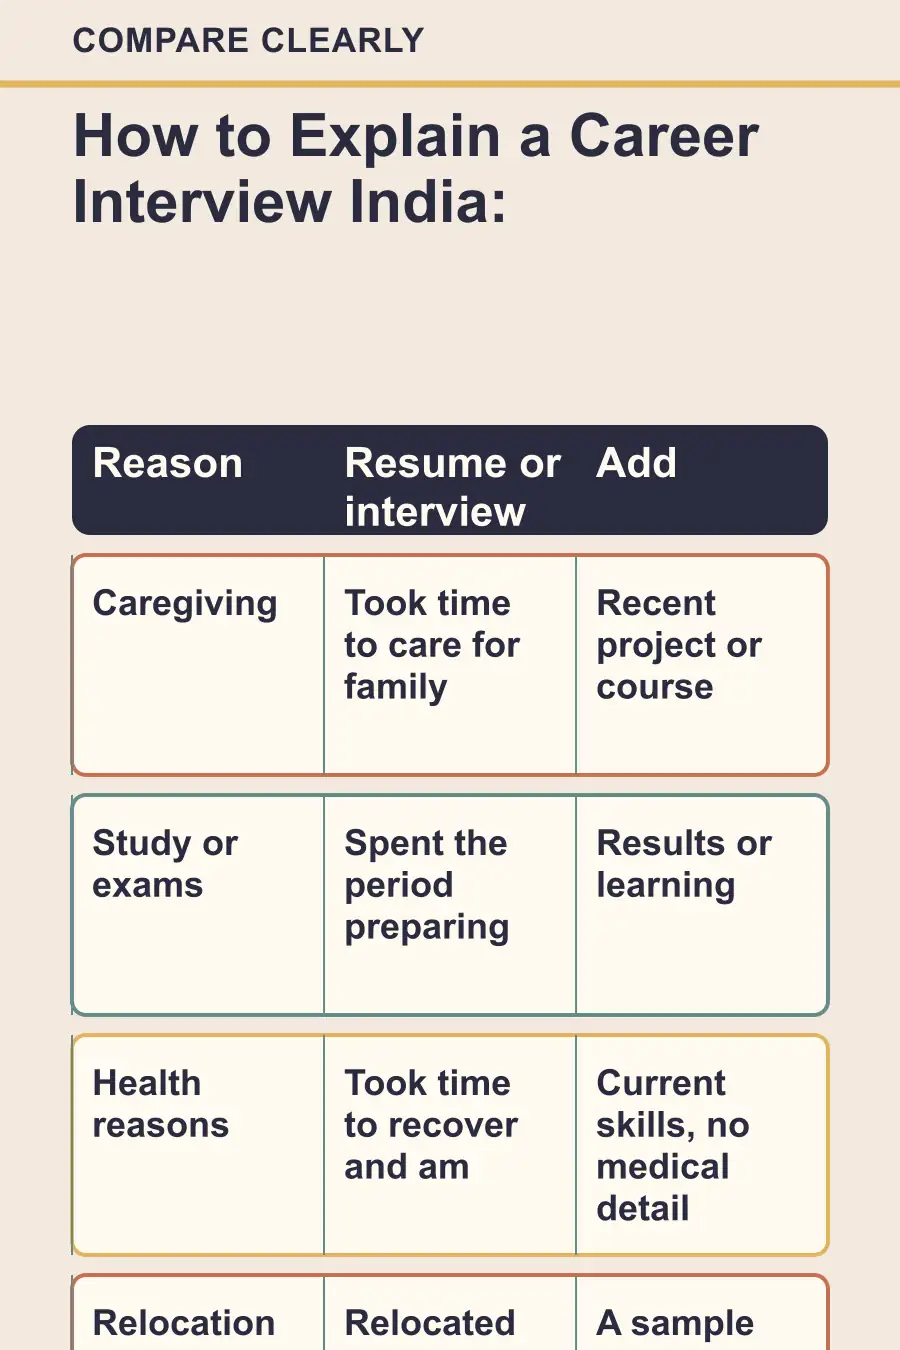 COMPARE CLEARLY
How to Explain a Career
Interview India:
Reason
Resume or
interview
Add
Caregiving
Took time
to care for
family
Recent
project or
course
Study or
exams
Spent the
period
preparing
Results or
learning
Health
reasons
Took time
to recover
and am
Current
skills, no
medical
detail
Relocation
Relocated
A sample